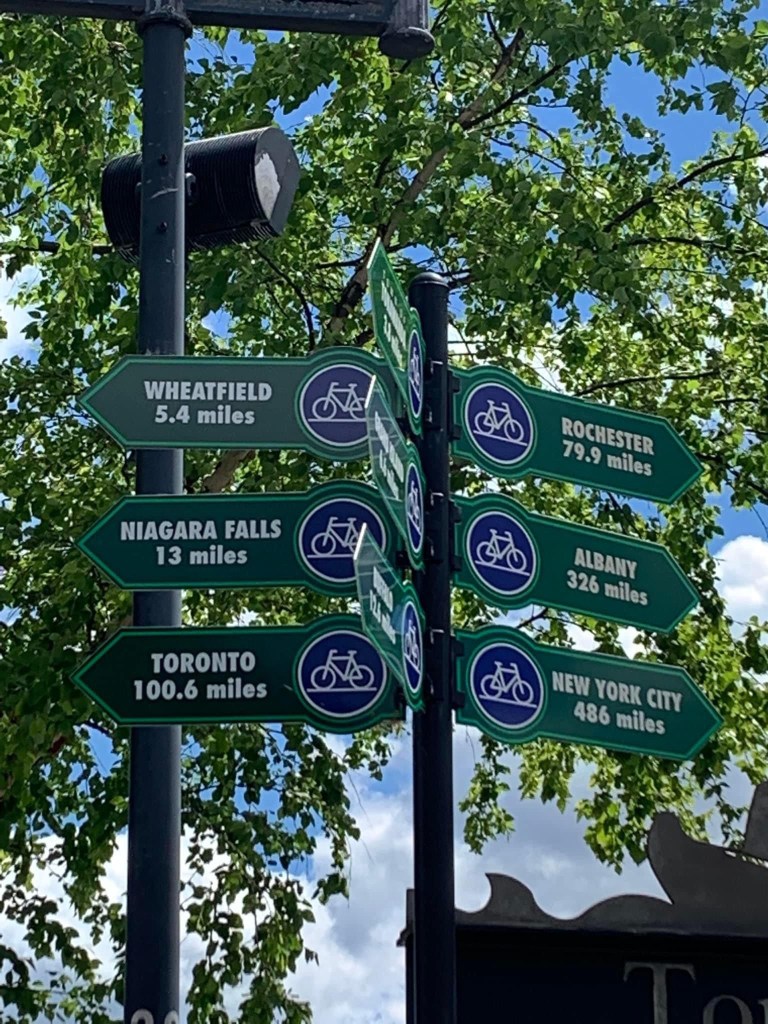 WHEATFIELD
5.4 miles
NIAGARA FALLS
13 miles
TORONTO
100.6 miles
ROCHESTER
79.9 miles
ALBANY
326 miles
NEW YORK CITY
486 miles